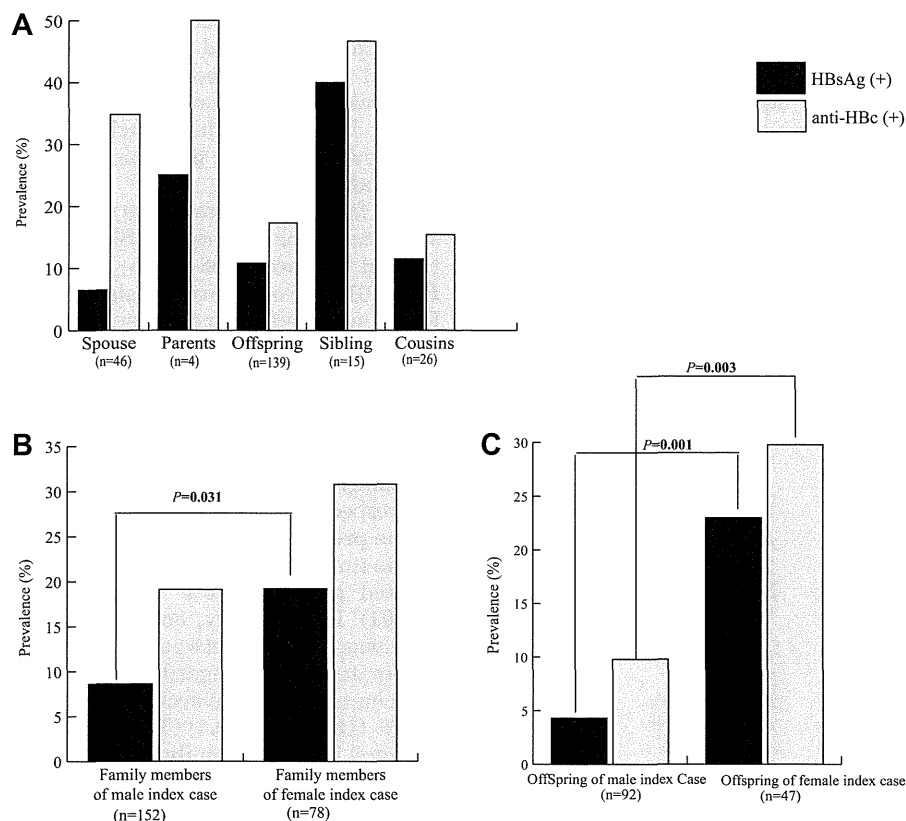 A
50
40
30
20
10
0
Prevalence (%)
Spouse
(n=46)
Parents
(n=4)
Offspring
(n=139)
Sibling
(n=15)
Cousins
(n=26)
HBsAg (+)
anti-HBc (+)
B
35
30
25
20
15
10
5
0
Prevalence (%)
P=0.031
Family members
of male index case
(n=152)
Family members
of female index case
(n=78)
C
30
25
20
15
10
5
0
Prevalence (%)
P=0.003
P=0.001
OffSpring of male index Case
(n=92)
Offspring of female index case
(n=47)